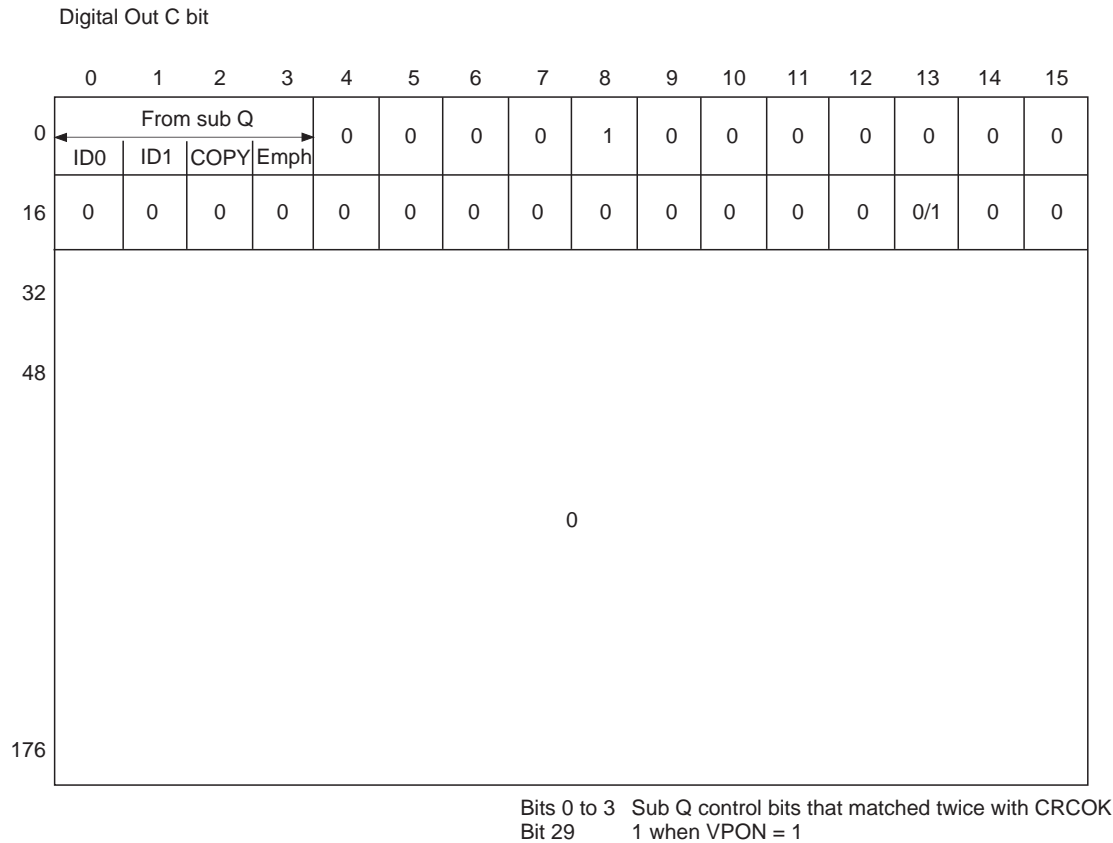 Digital Out C bit
0 1 2 3 4 5 6 7 8 9 10 11 12 13 14 15
From sub Q
0 0 0 0 0 1 0 0 0 0 0 0 0
ID0 ID1 COPY Emph
16 0 0 0 0 0 0 0 0 0 0 0 0 0 0/1 0 0
32
48
0
176
Bits 0 to 3 Sub Q control bits that matched twice with CRCOK
Bit 29 1 when VPON = 1